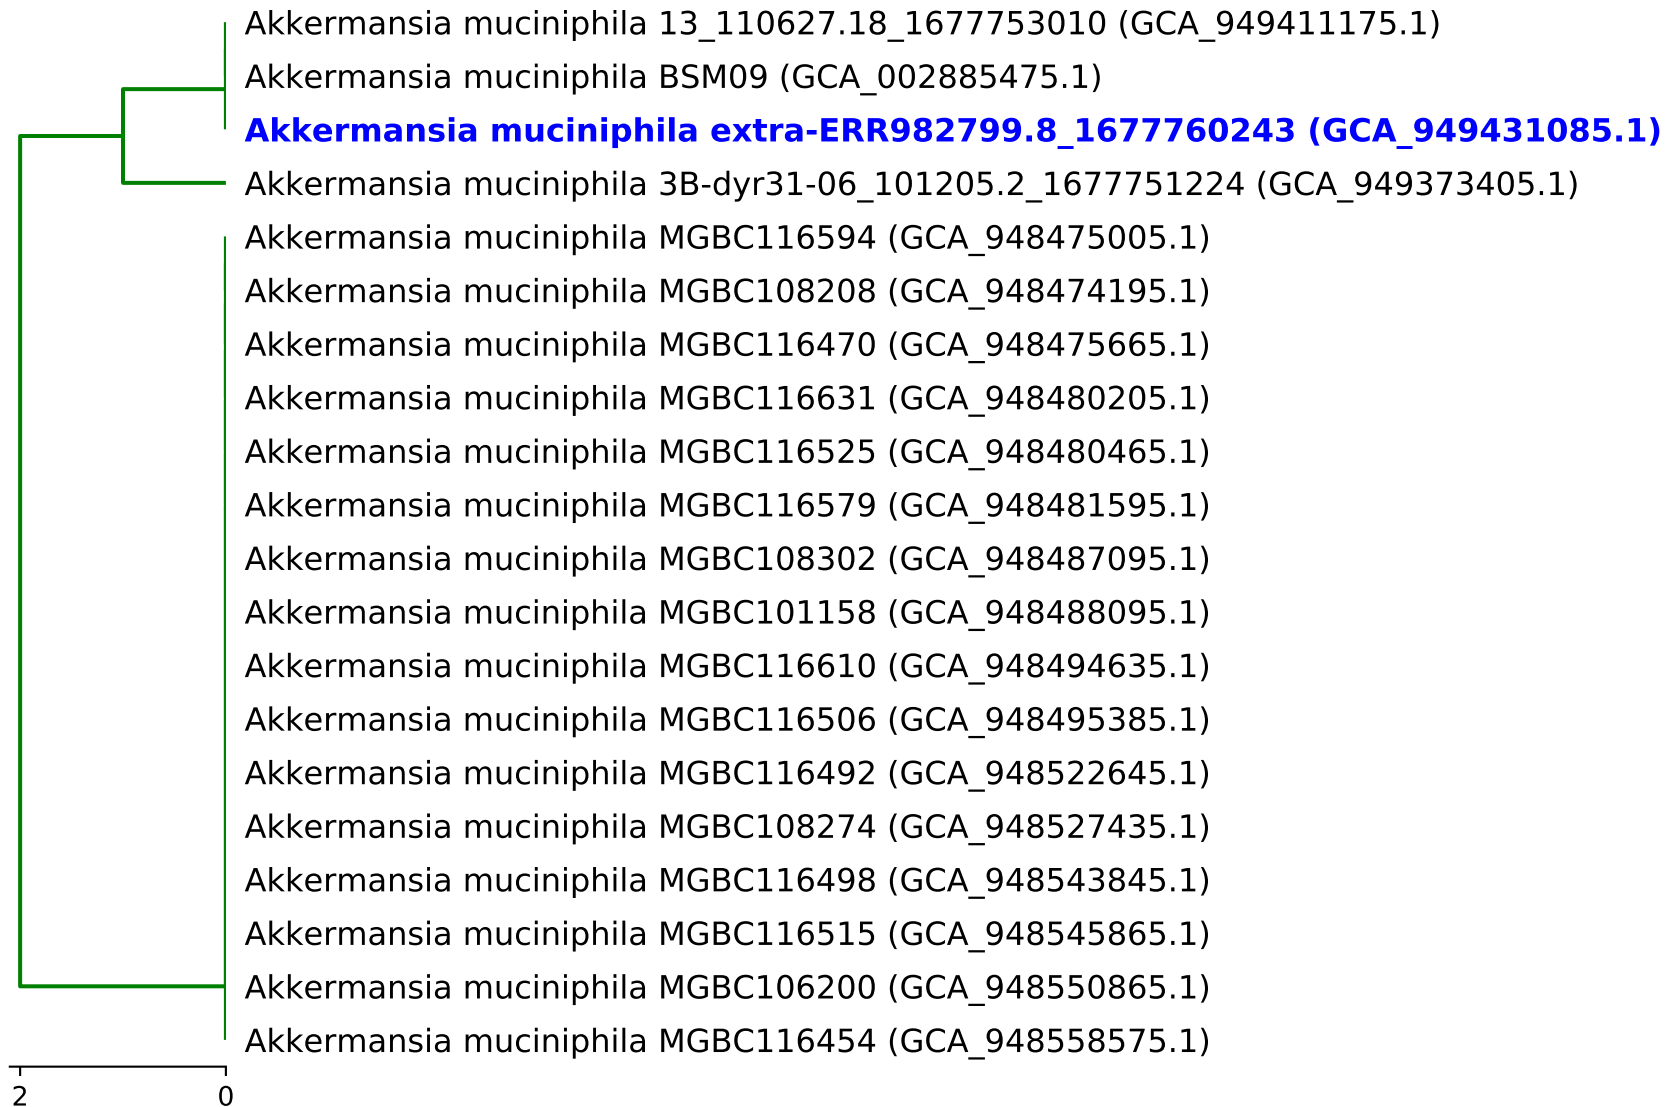 Akkermansia muciniphila 13_110627.18_1677753010 (GCA_949411175.1)
Akkermansia muciniphila BSM09 (GCA_002885475.1)
Akkermansia muciniphila extra-ERR982799.8_1677760243 (GCA_949431085.1)
Akkermansia muciniphila 3B-dyr31-06_101205.2_1677751224 (GCA_949373405.1)
Akkermansia muciniphila MGBC116594 (GCA_948475005.1)
Akkermansia muciniphila MGBC108208 (GCA_948474195.1)
Akkermansia muciniphila MGBC116470 (GCA_948475665.1)
Akkermansia muciniphila MGBC116631 (GCA_948480205.1)
Akkermansia muciniphila MGBC116525 (GCA_948480465.1)
Akkermansia muciniphila MGBC116579 (GCA_948481595.1)
Akkermansia muciniphila MGBC108302 (GCA_948487095.1)
Akkermansia muciniphila MGBC101158 (GCA_948488095.1)
Akkermansia muciniphila MGBC116610 (GCA_948494635.1)
Akkermansia muciniphila MGBC116506 (GCA_948495385.1)
Akkermansia muciniphila MGBC116492 (GCA_948522645.1)
Akkermansia muciniphila MGBC108274 (GCA_948527435.1)
Akkermansia muciniphila MGBC116498 (GCA_948543845.1)
Akkermansia muciniphila MGBC116515 (GCA_948545865.1)
Akkermansia muciniphila MGBC106200 (GCA_948550865.1)
Akkermansia muciniphila MGBC116454 (GCA_948558575.1)
2 0